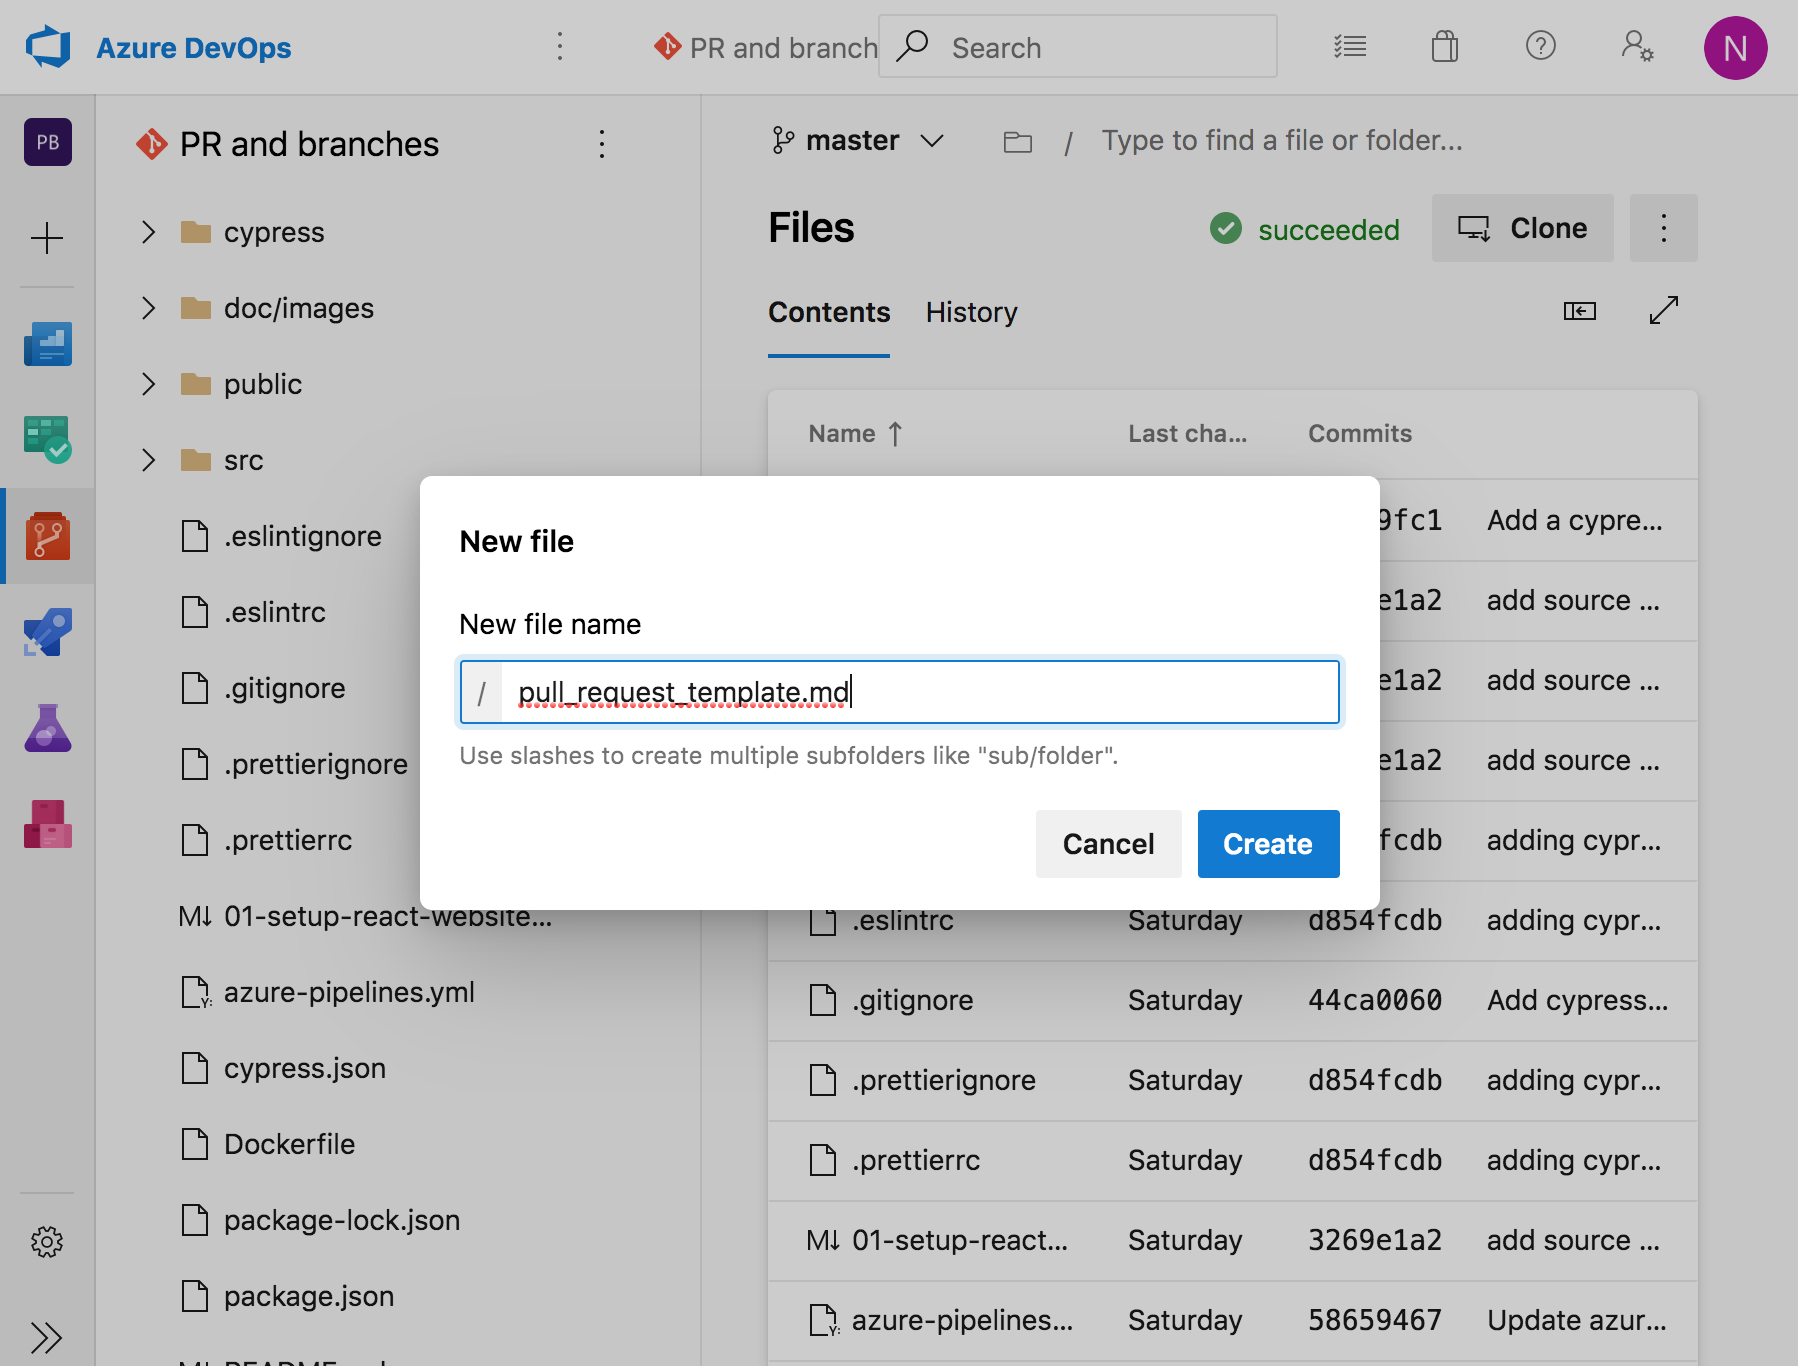 Azure DevOps
PR and branch
Search
N
PB
PR and branches
cypress
doc/images
public
src
.eslintignore
.eslintrc
.gitignore
.prettierignore
.prettierrc
M↓ 01-setup-react-website...
Y: azure-pipelines.yml
cypress.json
Dockerfile
package-lock.json
package.json
master
/ Type to find a file or folder...
Files
succeeded
Clone
Contents
History
Name ↑ Last cha... Commits
9fc1 Add a cypre...
e1a2 add source ...
e1a2 add source ...
e1a2 add source ...
fcdb adding cypr...
.eslintrc Saturday d854fcdb adding cypr...
.gitignore Saturday 44ca0060 Add cypress...
.prettierignore Saturday d854fcdb adding cypr...
.prettierrc Saturday d854fcdb adding cypr...
M↓ 01-setup-react... Saturday 3269e1a2 add source ...
Y: azure-pipelines... Saturday 58659467 Update azur...
New file
New file name
/ pull_request_template.md
Use slashes to create multiple subfolders like "sub/folder".
Cancel
Create